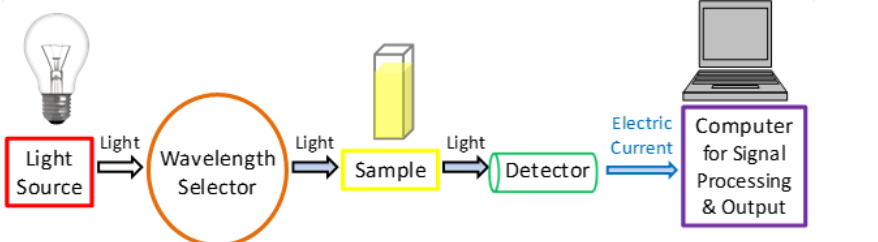 Light
Source
Light
Wavelength
Selector
Light
Sample
Light
Detector
Electric
Current
Computer
for Signal
Processing
& Output